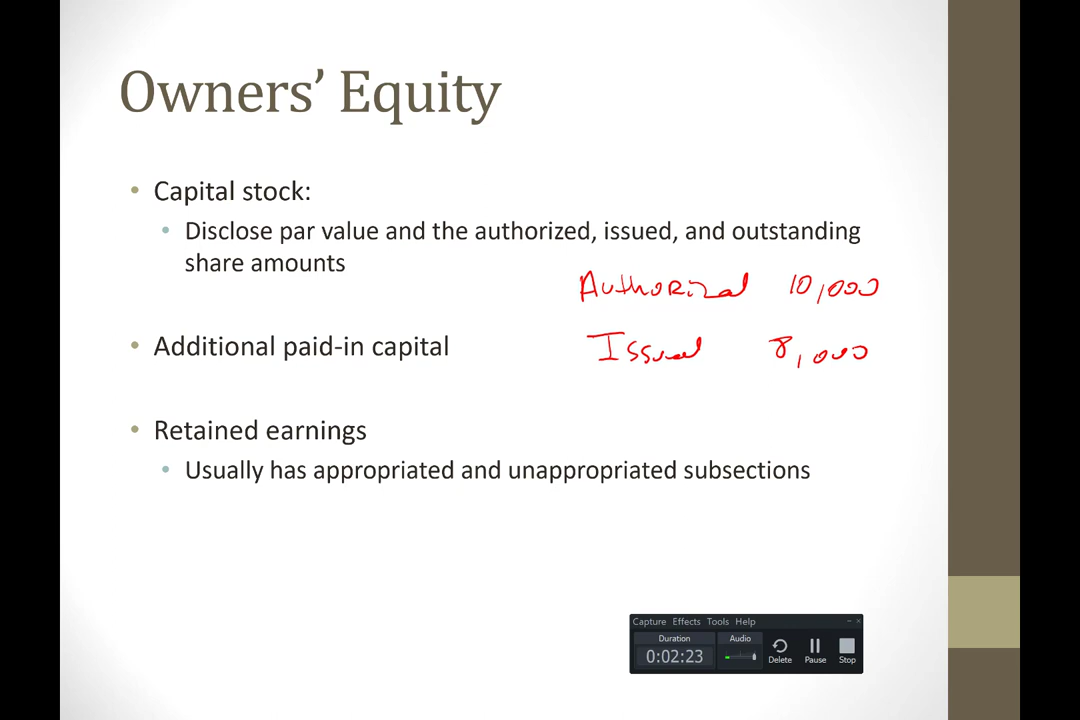 Owners’ Equity
• Capital stock:
• Disclose par value and the authorized, issued, and outstanding
share amounts
Authorized 10,000
• Additional paid-in capital
Issued 8,000
• Retained earnings
• Usually has appropriated and unappropriated subsections
Capture Effects Tools Help
Duration Audio
0:02:23
Delete Pause Stop